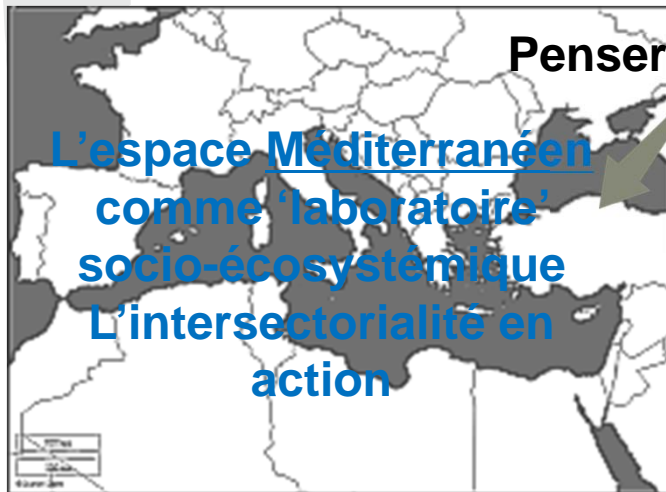 Penser
L'espace Méditerranéen
comme 'laboratoire'
socio-écosystémique
L'intersectorialité en
action